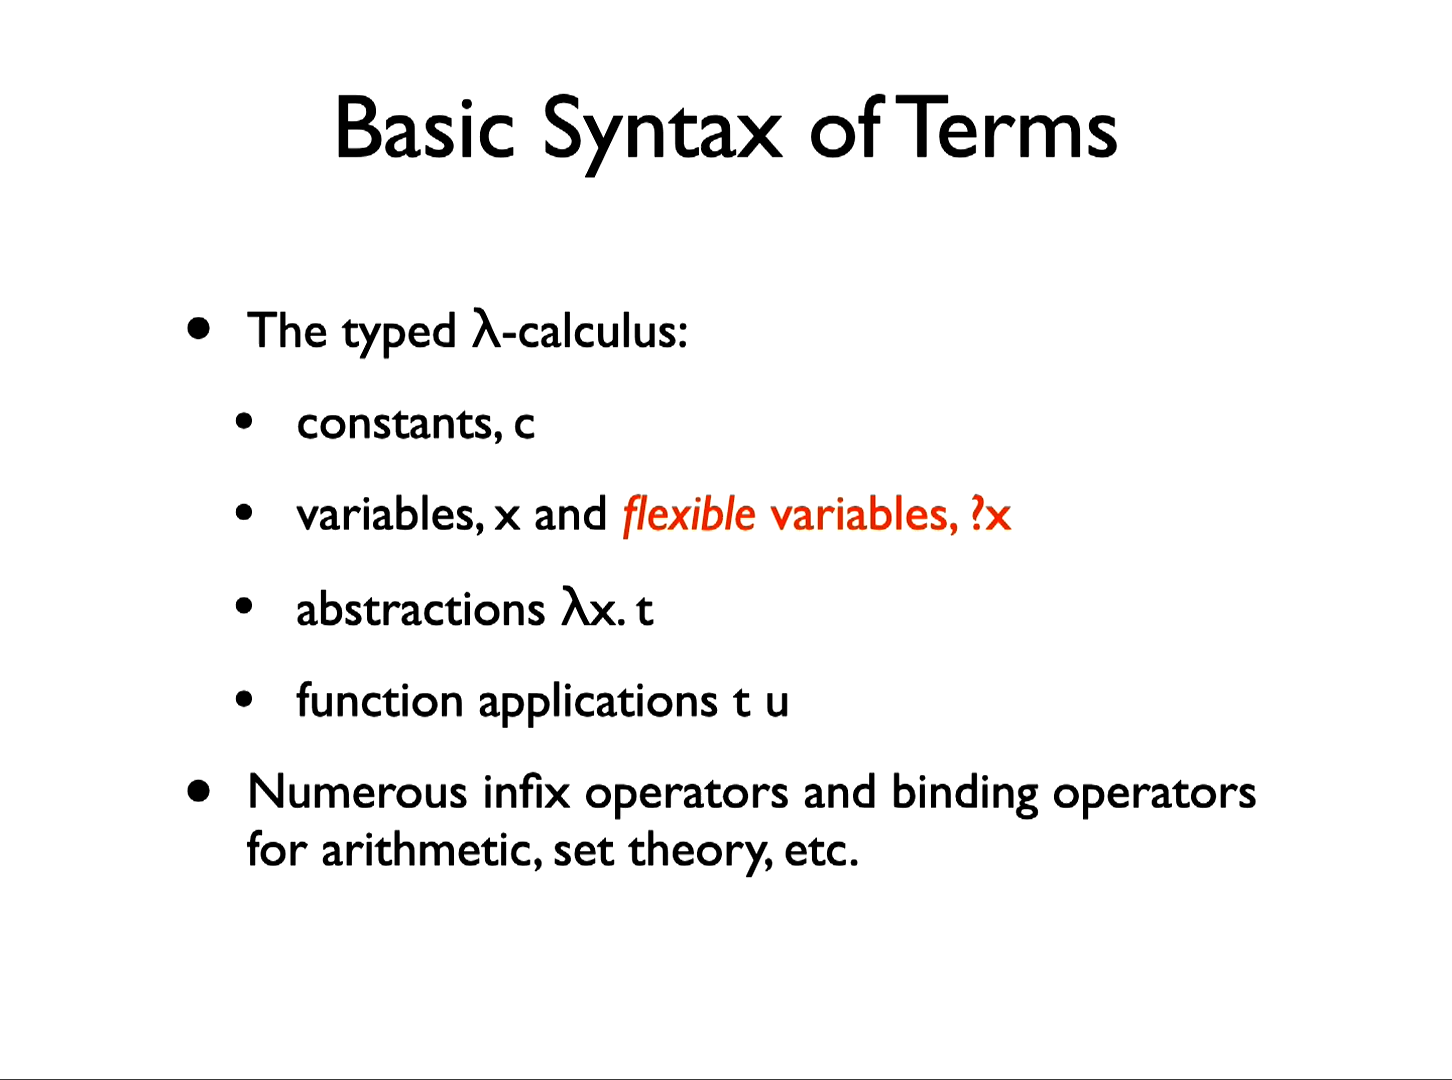 Basic Syntax of Terms
• The typed λ-calculus:
• constants, c
• variables, x and flexible variables, ?x
• abstractions λx. t
• function applications t u
• Numerous infix operators and binding operators
for arithmetic, set theory, etc.